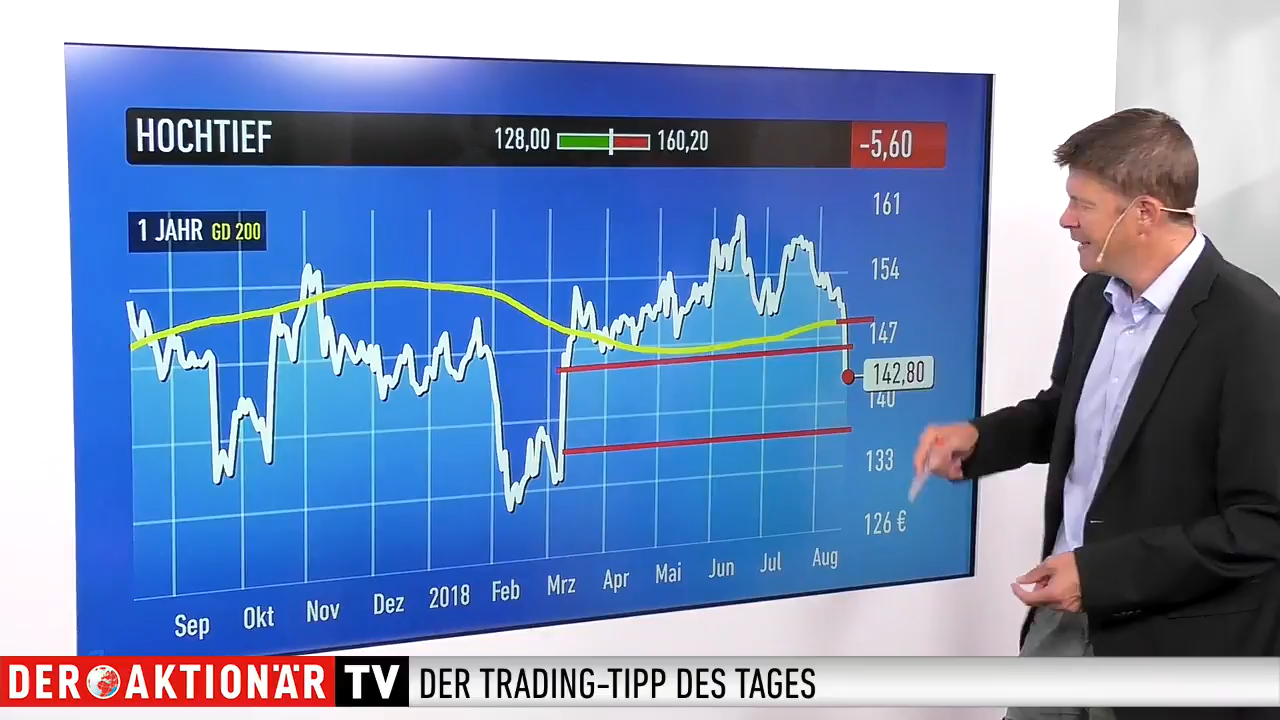 HOCHTIEF 128,00 160,20 -5,60
1 JAHR GD 200
161
154
147
142,80
140
133
126 €
Sep Okt Nov Dez 2018 Feb Mrz Apr Mai Jun Jul Aug
DER AKTIONÄR TV DER TRADING-TIPP DES TAGES